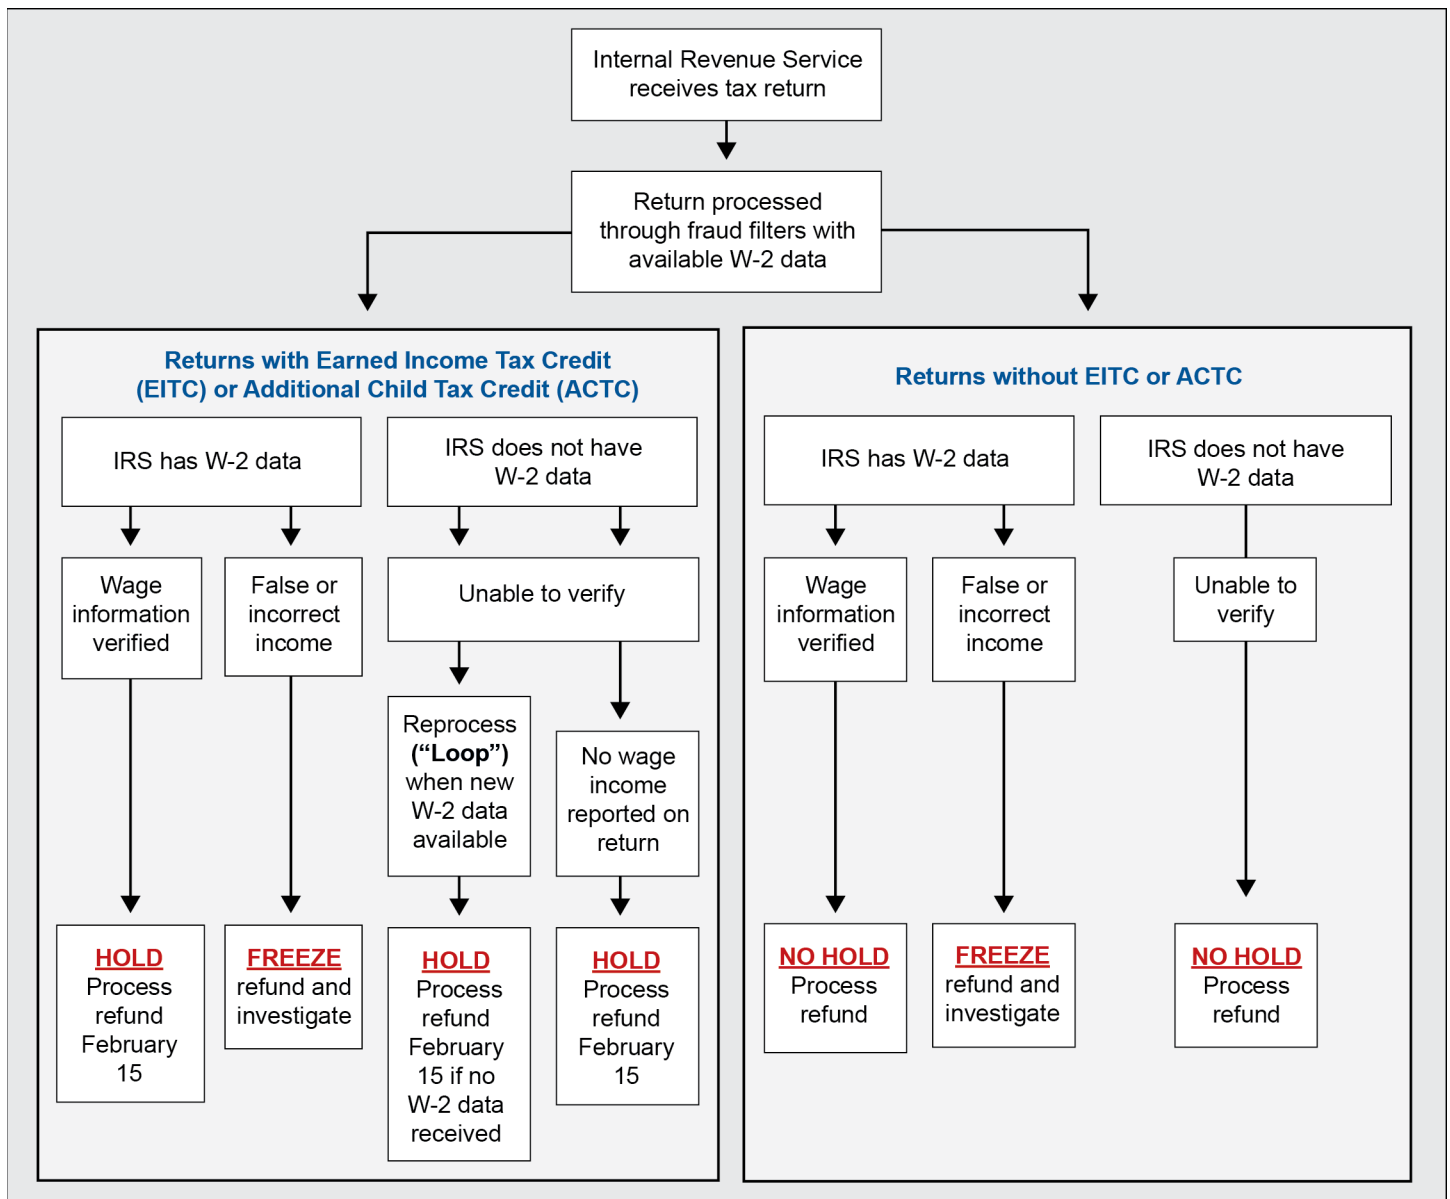 Internal Revenue Service
receives tax return
Return processed
through fraud filters with
available W-2 data
Returns with Earned Income Tax Credit
(EITC) or Additional Child Tax Credit (ACTC)
IRS has W-2 data
IRS does not have
W-2 data
Wage
information
verified
False or
incorrect
income
Unable to verify
Reprocess
(“Loop”)
when new
W-2 data
available
No wage
income
reported on
return
HOLD
Process
refund
February
15
FREEZE
refund and
investigate
HOLD
Process
refund
February
15 if no
W-2 data
received
HOLD
Process
refund
February
15
Returns without EITC or ACTC
IRS has W-2 data
IRS does not have
W-2 data
Wage
information
verified
False or
incorrect
income
Unable to
verify
NO HOLD
Process
refund
FREEZE
refund and
investigate
NO HOLD
Process
refund